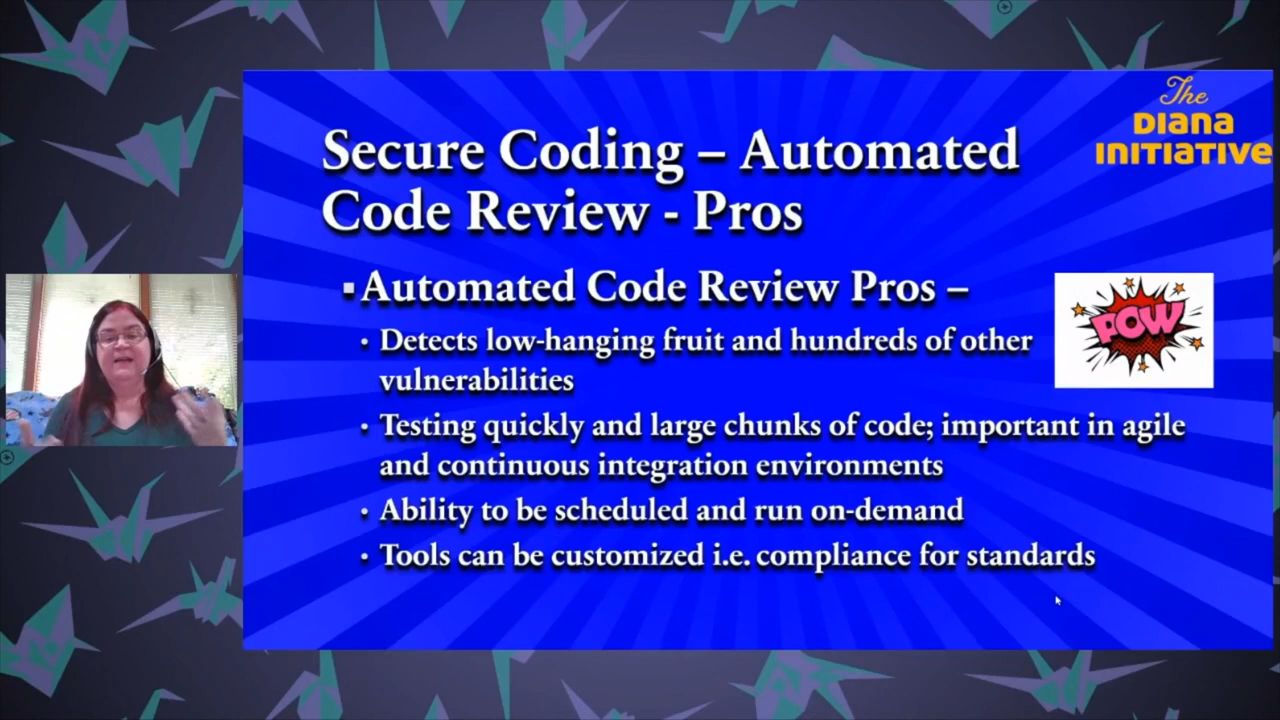 The
DIANA
INITIATIVE
Secure Coding – Automated
Code Review - Pros
▪Automated Code Review Pros –
• Detects low-hanging fruit and hundreds of other
vulnerabilities
POW
• Testing quickly and large chunks of code; important in agile
and continuous integration environments
• Ability to be scheduled and run on-demand
• Tools can be customized i.e. compliance for standards